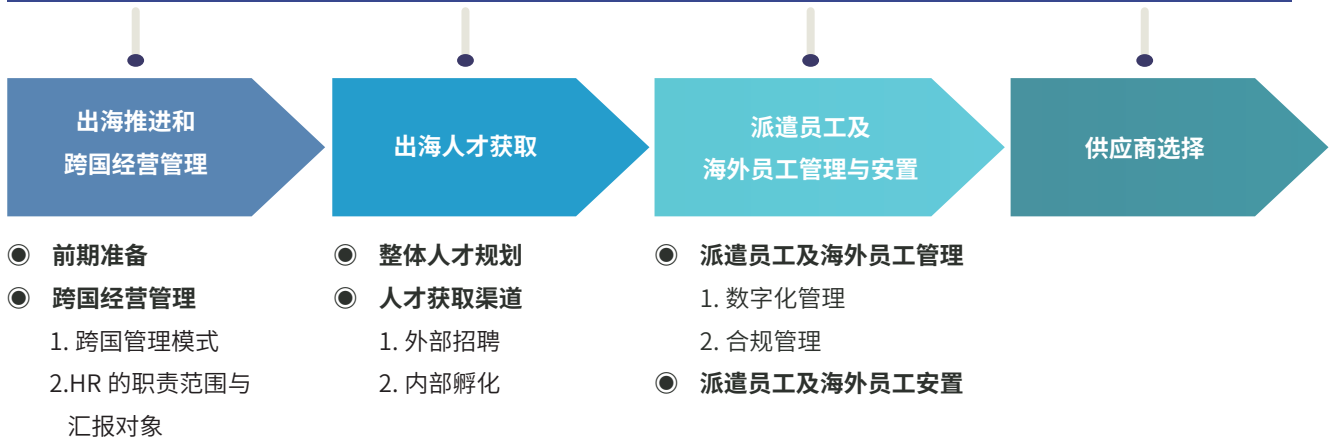 出海推进和
跨国经营管理
出海人才获取
派遣员工及
海外员工管理与安置
供应商选择
◉ 前期准备
◉ 跨国经营管理
1. 跨国管理模式
2.HR 的职责范围与
汇报对象
◉ 整体人才规划
◉ 人才获取渠道
1. 外部招聘
2. 内部孵化
◉ 派遣员工及海外员工管理
1. 数字化管理
2. 合规管理
◉ 派遣员工及海外员工安置